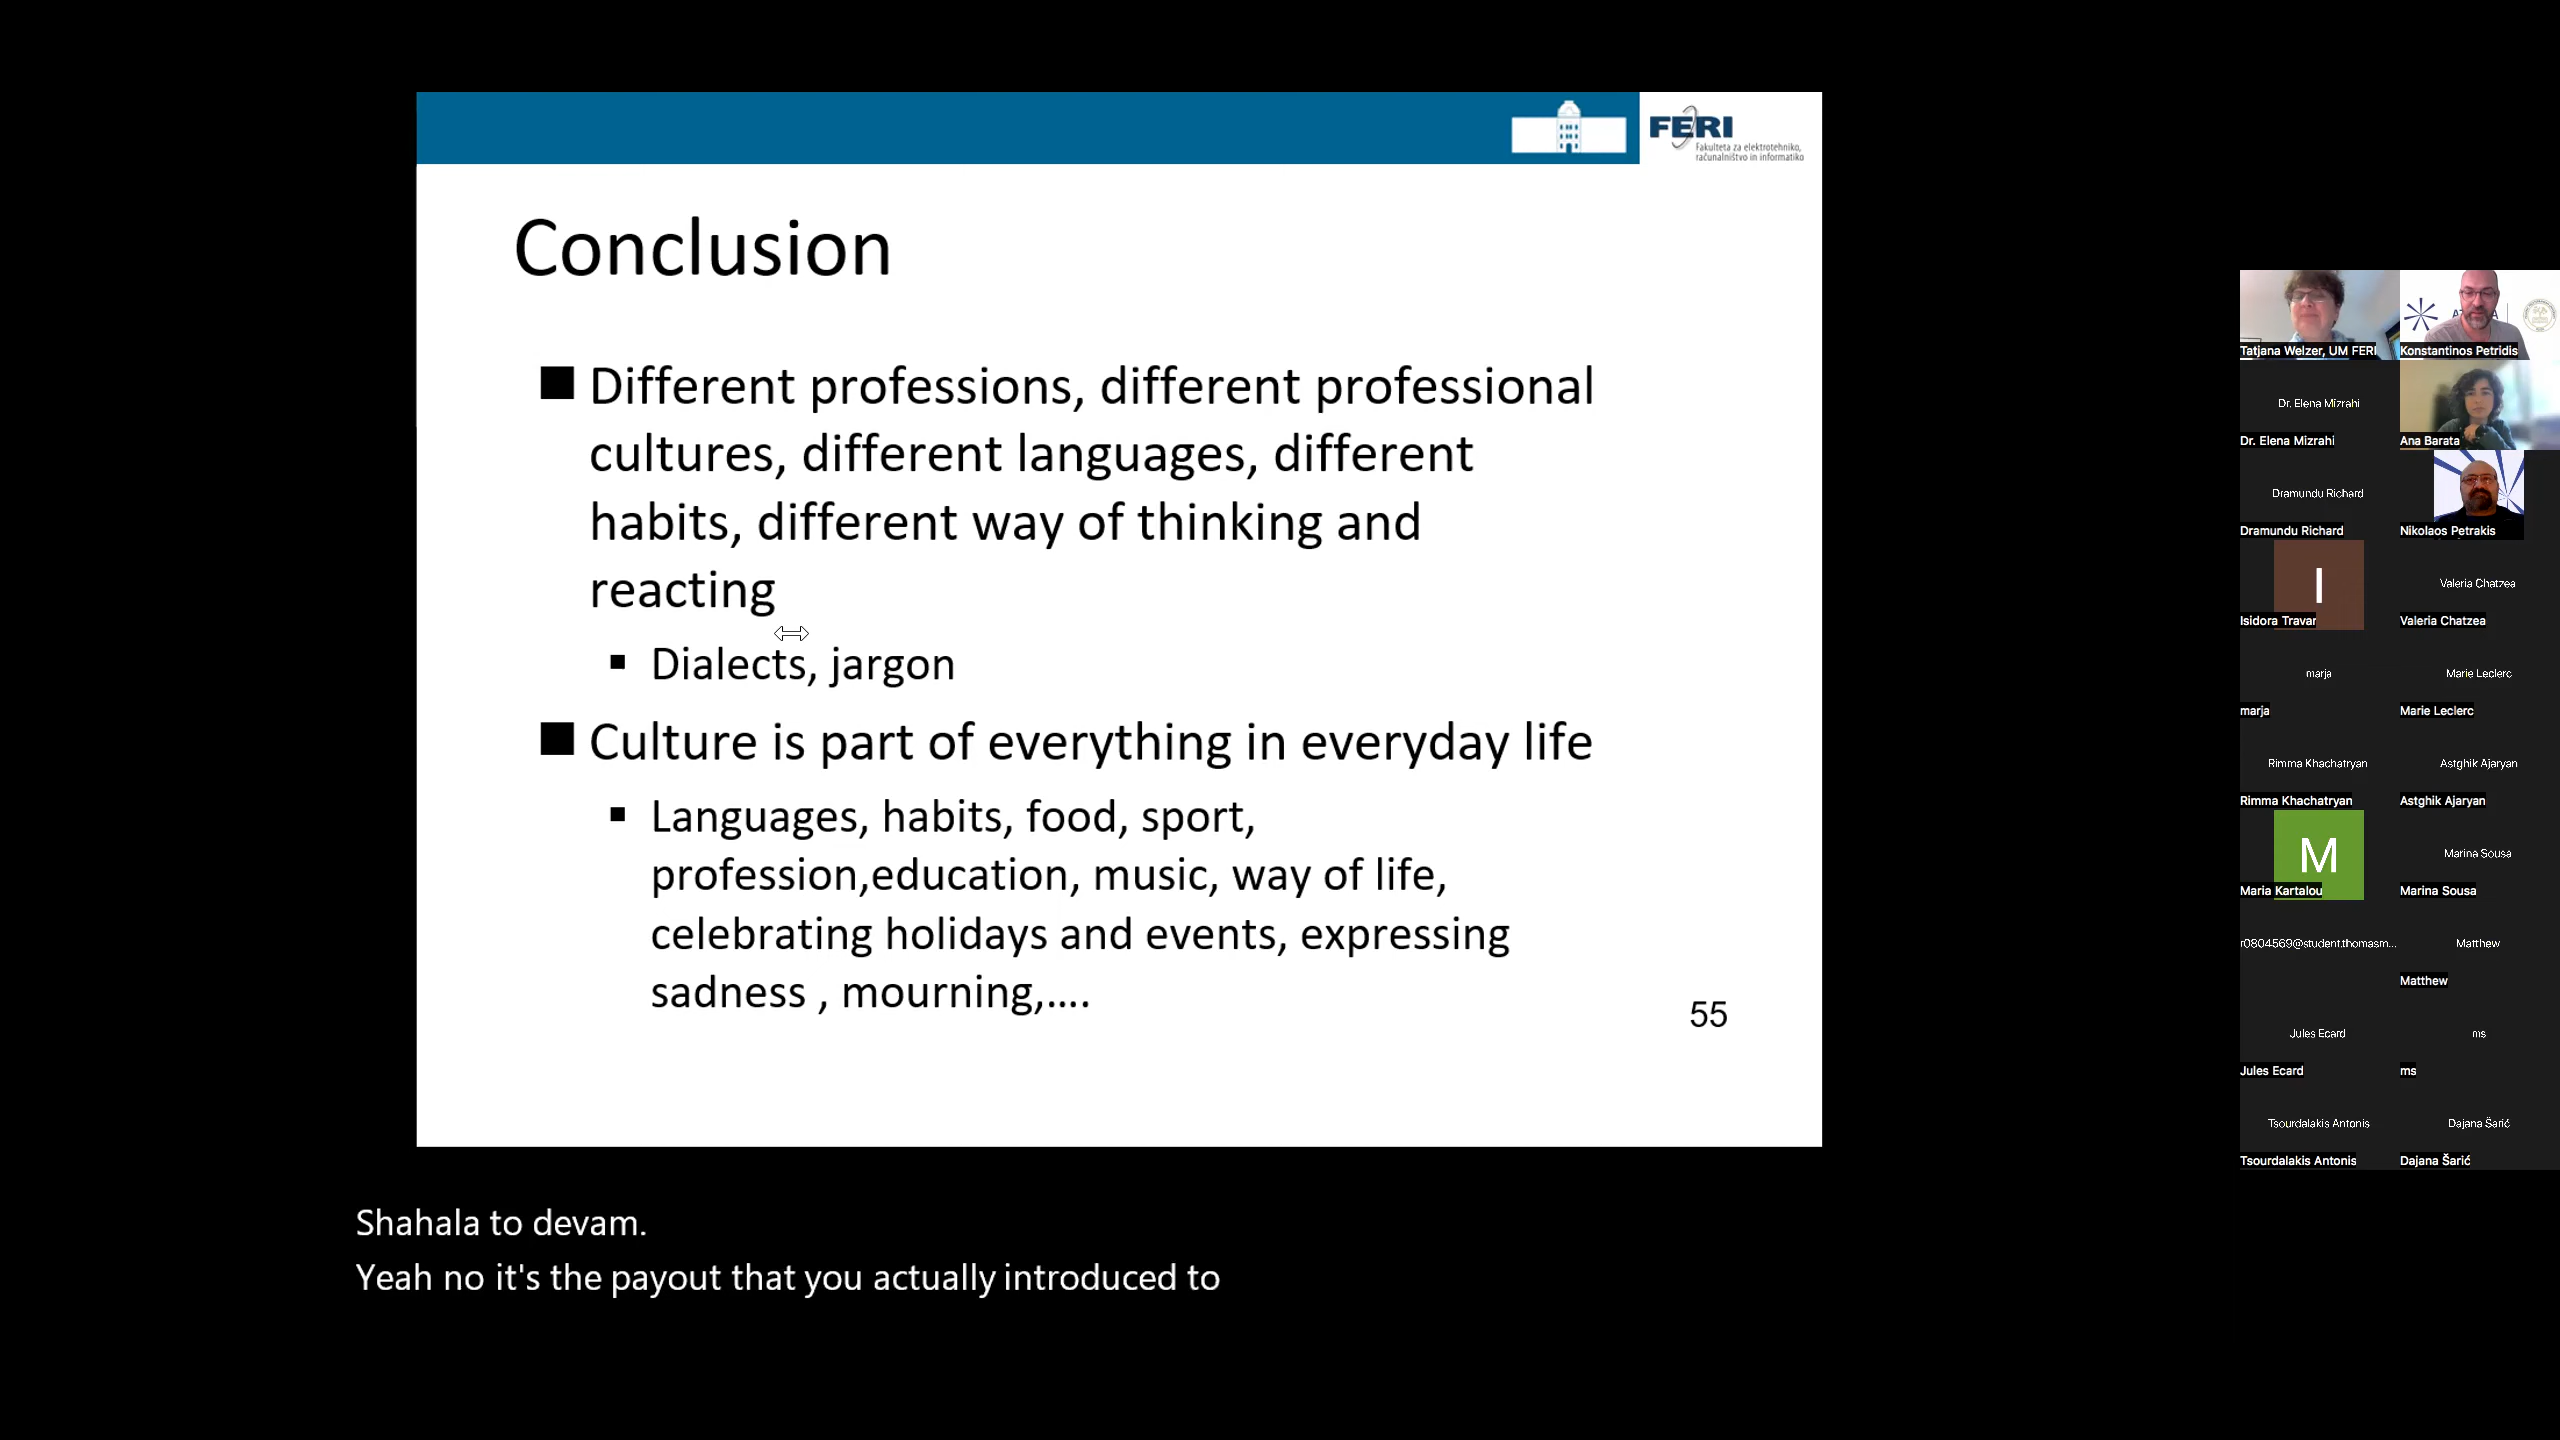 FERI
Fakulteta za elektrotehniko,
računalništvo in informatiko
Conclusion
Different professions, different professional
cultures, different languages, different
habits, different way of thinking and
reacting
Dialects, jargon
Culture is part of everything in everyday life
Languages, habits, food, sport,
profession,education, music, way of life,
celebrating holidays and events, expressing
sadness , mourning,....
55
Shahala to devam.
Yeah no it's the payout that you actually introduced to
Tatjana Welzer, UM FERI
Konstantinos Petridis
Dr. Elena Mizrahi
Dr. Elena Mizrahi
Ana Barata
Dramundu Richard
Dramundu Richard
Nikolaos Petrakis
I
Isidora Travar
Valeria Chatzea
Valeria Chatzea
marja
marja
Marie Leclerc
Marie Leclerc
Rimma Khachatryan
Rimma Khachatryan
Astghik Ajaryan
Astghik Ajaryan
M
Maria Kartalou
Marina Sousa
Marina Sousa
r0804569@student.thomasm...
Matthew
Matthew
Jules Ecard
Jules Ecard
ms
ms
Tsourdalakis Antonis
Tsourdalakis Antonis
Dajana Šarić
Dajana Šarić